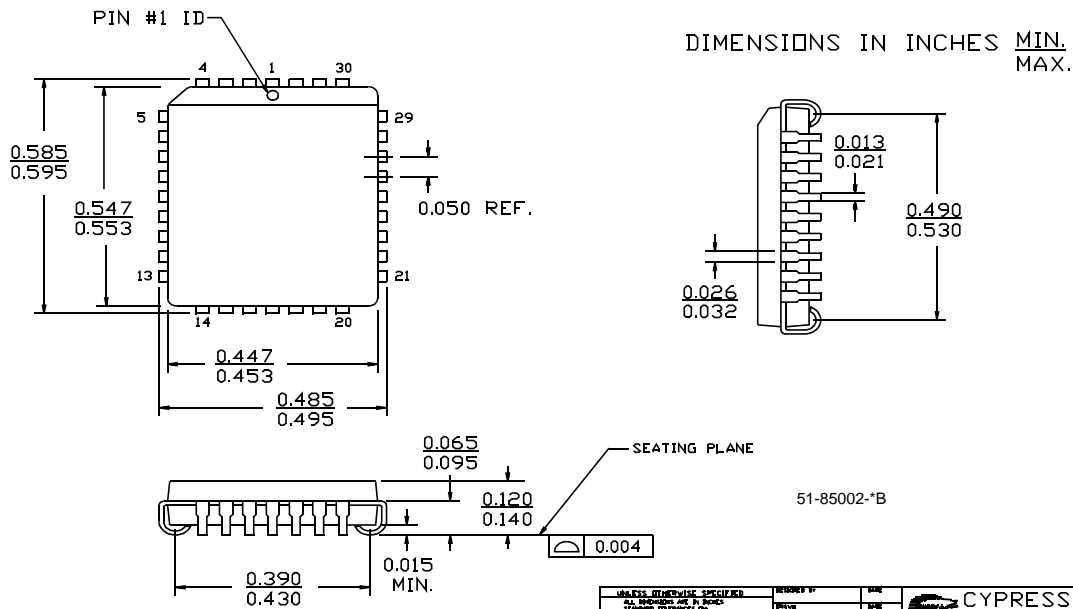 PIN #1 ID
DIMENSIONS IN INCHES MIN.
MAX.
4 1 30
5
29
0.585
0.595
0.547
0.553
0.050 REF.
13
21
14 20
0.447
0.453
0.485
0.495
0.013
0.021
0.490
0.530
0.026
0.032
0.065
0.095
0.120
0.140
SEATING PLANE
0.004
0.015
MIN.
0.390
0.430
51-85002-*B
UNLESS OTHERWISE SPECIFIED
ALL DIMENSIONS ARE IN INCHES
DESIGNED BY
DATE
DATE
CYPRESS